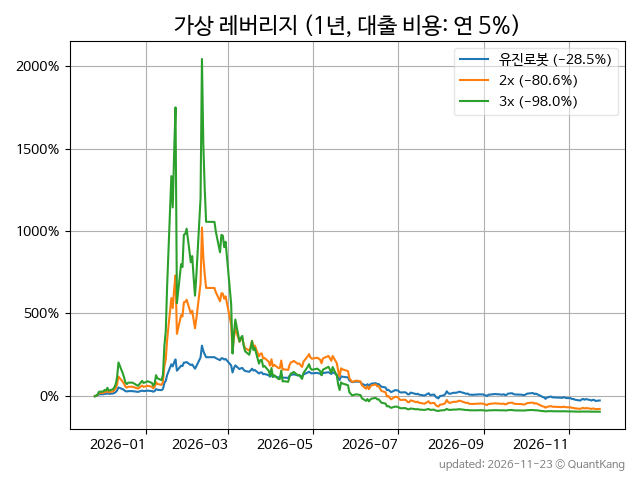 가상 레버리지 (1년, 대출 비용: 연 5%)
유진로봇 (-28.5%)
2x (-80.6%)
3x (-98.0%)
2000%
1500%
1000%
500%
0%
2026-01 2026-03 2026-05 2026-07 2026-09 2026-11
updated: 2026-11-23 © QuantKang